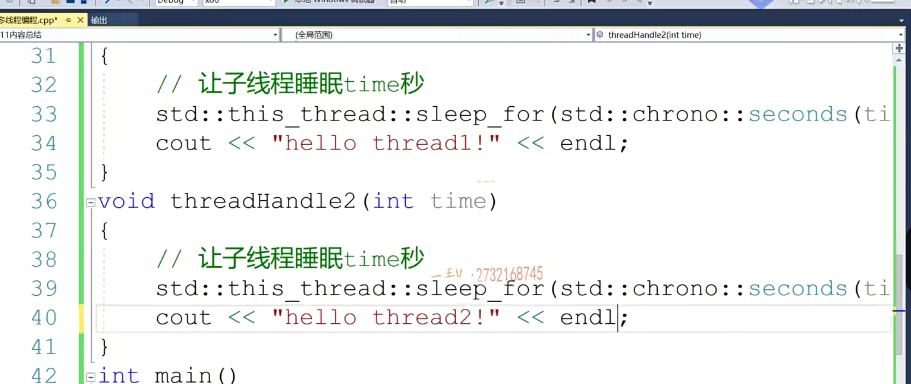 多线程编程.cpp* 输出
11内容总结 (全局范围) threadHandle2(int time)
31 {
32 // 让子线程睡眠time秒
33 std::this_thread::sleep_for(std::chrono::seconds(ti
34 cout << "hello thread1!" << endl;
35 }
36 void threadHandle2(int time)
37 {
38 // 让子线程睡眠time秒
2732168745
39 std::this_thread::sleep_for(std::chrono::seconds(ti
40 cout << "hello thread2!" << endl;
41 }
42 int main()